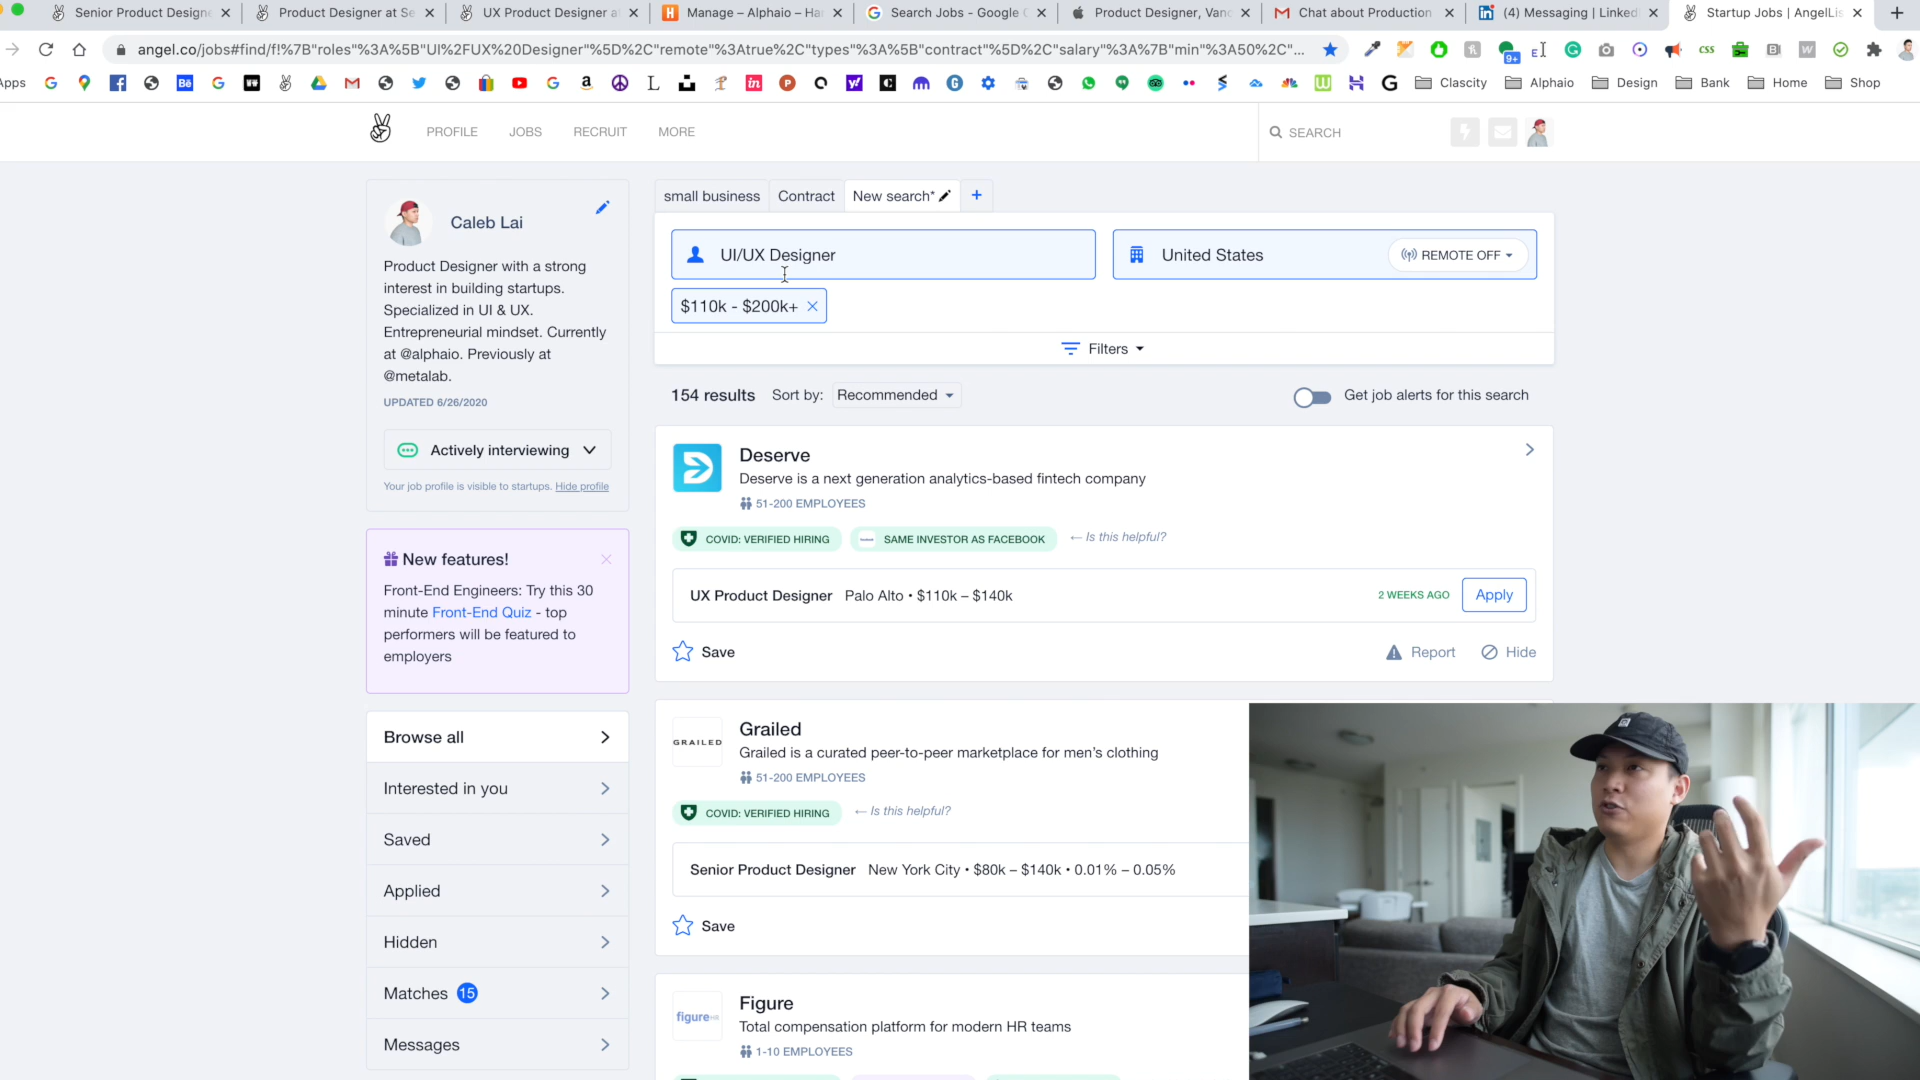 Senior Product Designe
Product Designer at Se
UX Product Designer a
Manage – Alphaio – Ha
Search Jobs - Google C
Product Designer, Vanc
Chat about Production
(4) Messaging | LinkedI
Startup Jobs | AngelLis
angel.co/jobs#find/f!%7B"roles"%3A%5B"UI%2FUX%20Designer"%5D%2C"remote"%3Atrue%2C"types"%3A%5B"contract"%5D%2C"salary"%3A%7B"min"%3A50%2C"...
Apps
Clascity
Alphaio
Design
Bank
Home
Shop
PROFILE JOBS RECRUIT MORE
SEARCH
Caleb Lai
Product Designer with a strong
interest in building startups.
Specialized in UI & UX.
Entrepreneurial mindset. Currently
at @alphaio. Previously at
@metalab.
UPDATED 6/26/2020
Actively interviewing
Your job profile is visible to startups. Hide profile
New features!
Front-End Engineers: Try this 30
minute Front-End Quiz - top
performers will be featured to
employers
Browse all
Interested in you
Saved
Applied
Hidden
Matches 15
Messages
small business Contract New search* +
UI/UX Designer
United States REMOTE OFF
$110k - $200k+
Filters
154 results Sort by: Recommended
Get job alerts for this search
Deserve
Deserve is a next generation analytics-based fintech company
51-200 EMPLOYEES
COVID: VERIFIED HIRING SAME INVESTOR AS FACEBOOK ← Is this helpful?
UX Product Designer Palo Alto • $110k – $140k 2 WEEKS AGO Apply
Save Report Hide
GRAILED
Grailed
Grailed is a curated peer-to-peer marketplace for men's clothing
51-200 EMPLOYEES
COVID: VERIFIED HIRING ← Is this helpful?
Senior Product Designer New York City • $80k – $140k • 0.01% – 0.05%
Save
figure
Figure
Total compensation platform for modern HR teams
1-10 EMPLOYEES